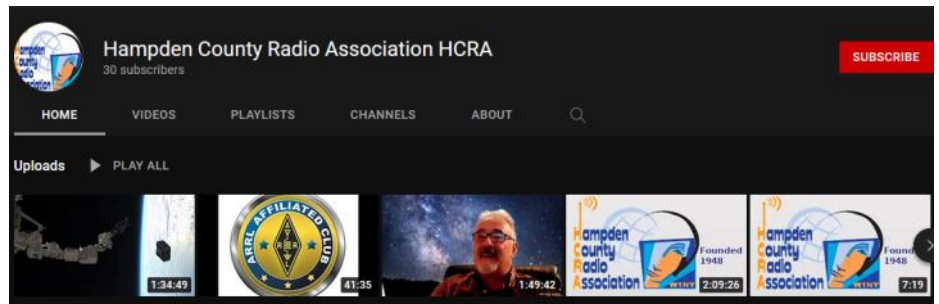 Hampden County Radio Association HCRA
30 subscribers
SUBSCRIBE
HOME VIDEOS PLAYLISTS CHANNELS ABOUT
Uploads PLAY ALL
1:34:49
ARRL AFFILIATED CLUB
ARRL
41:35
1:49:42
Hampden
County
Radio
Association
Founded
1948
W1NY
2:09:26
Hampden
County
Radio
Association
1948
7:19